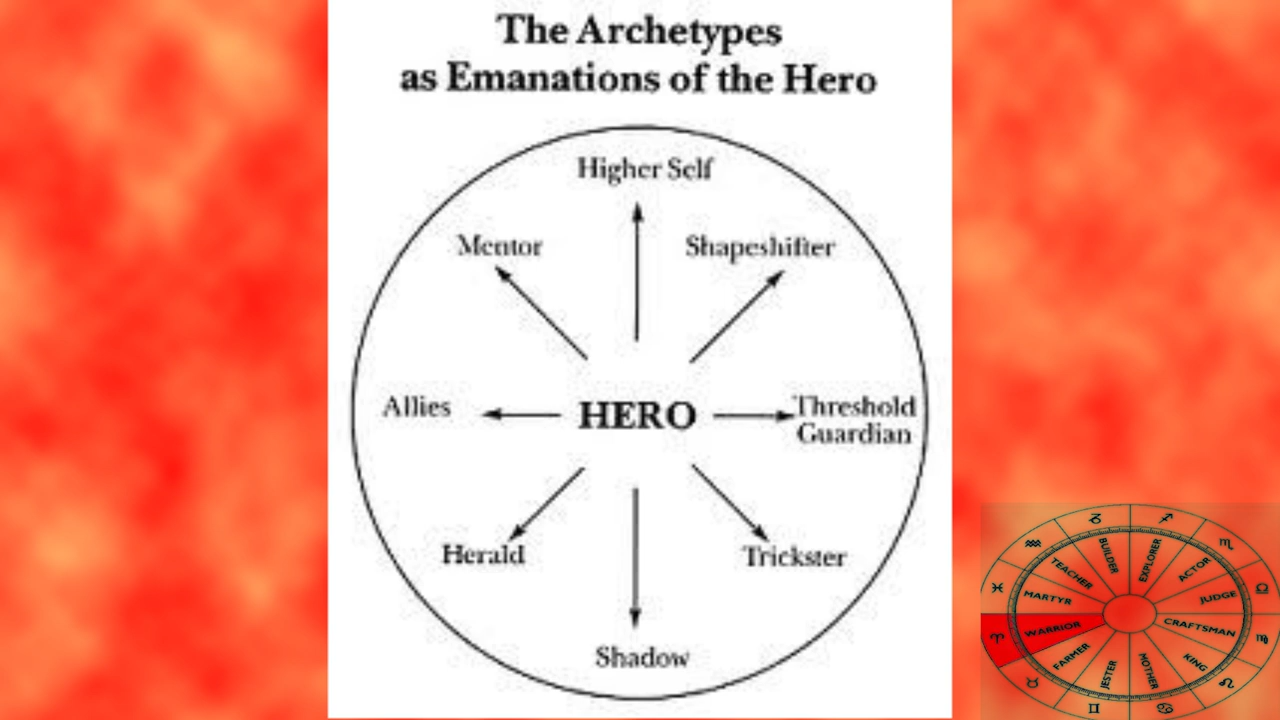 The Archetypes
as Emanations of the Hero
Higher Self
Mentor
Shapeshifter
Allies
HERO
Threshold
Guardian
Herald
Trickster
Shadow
BUILDER
EXPLORER
TEACHER
ACTOR
MARTYR
JUDGE
WARRIOR
CRAFTSMAN
FARMER
KING
JESTER
MOTHER